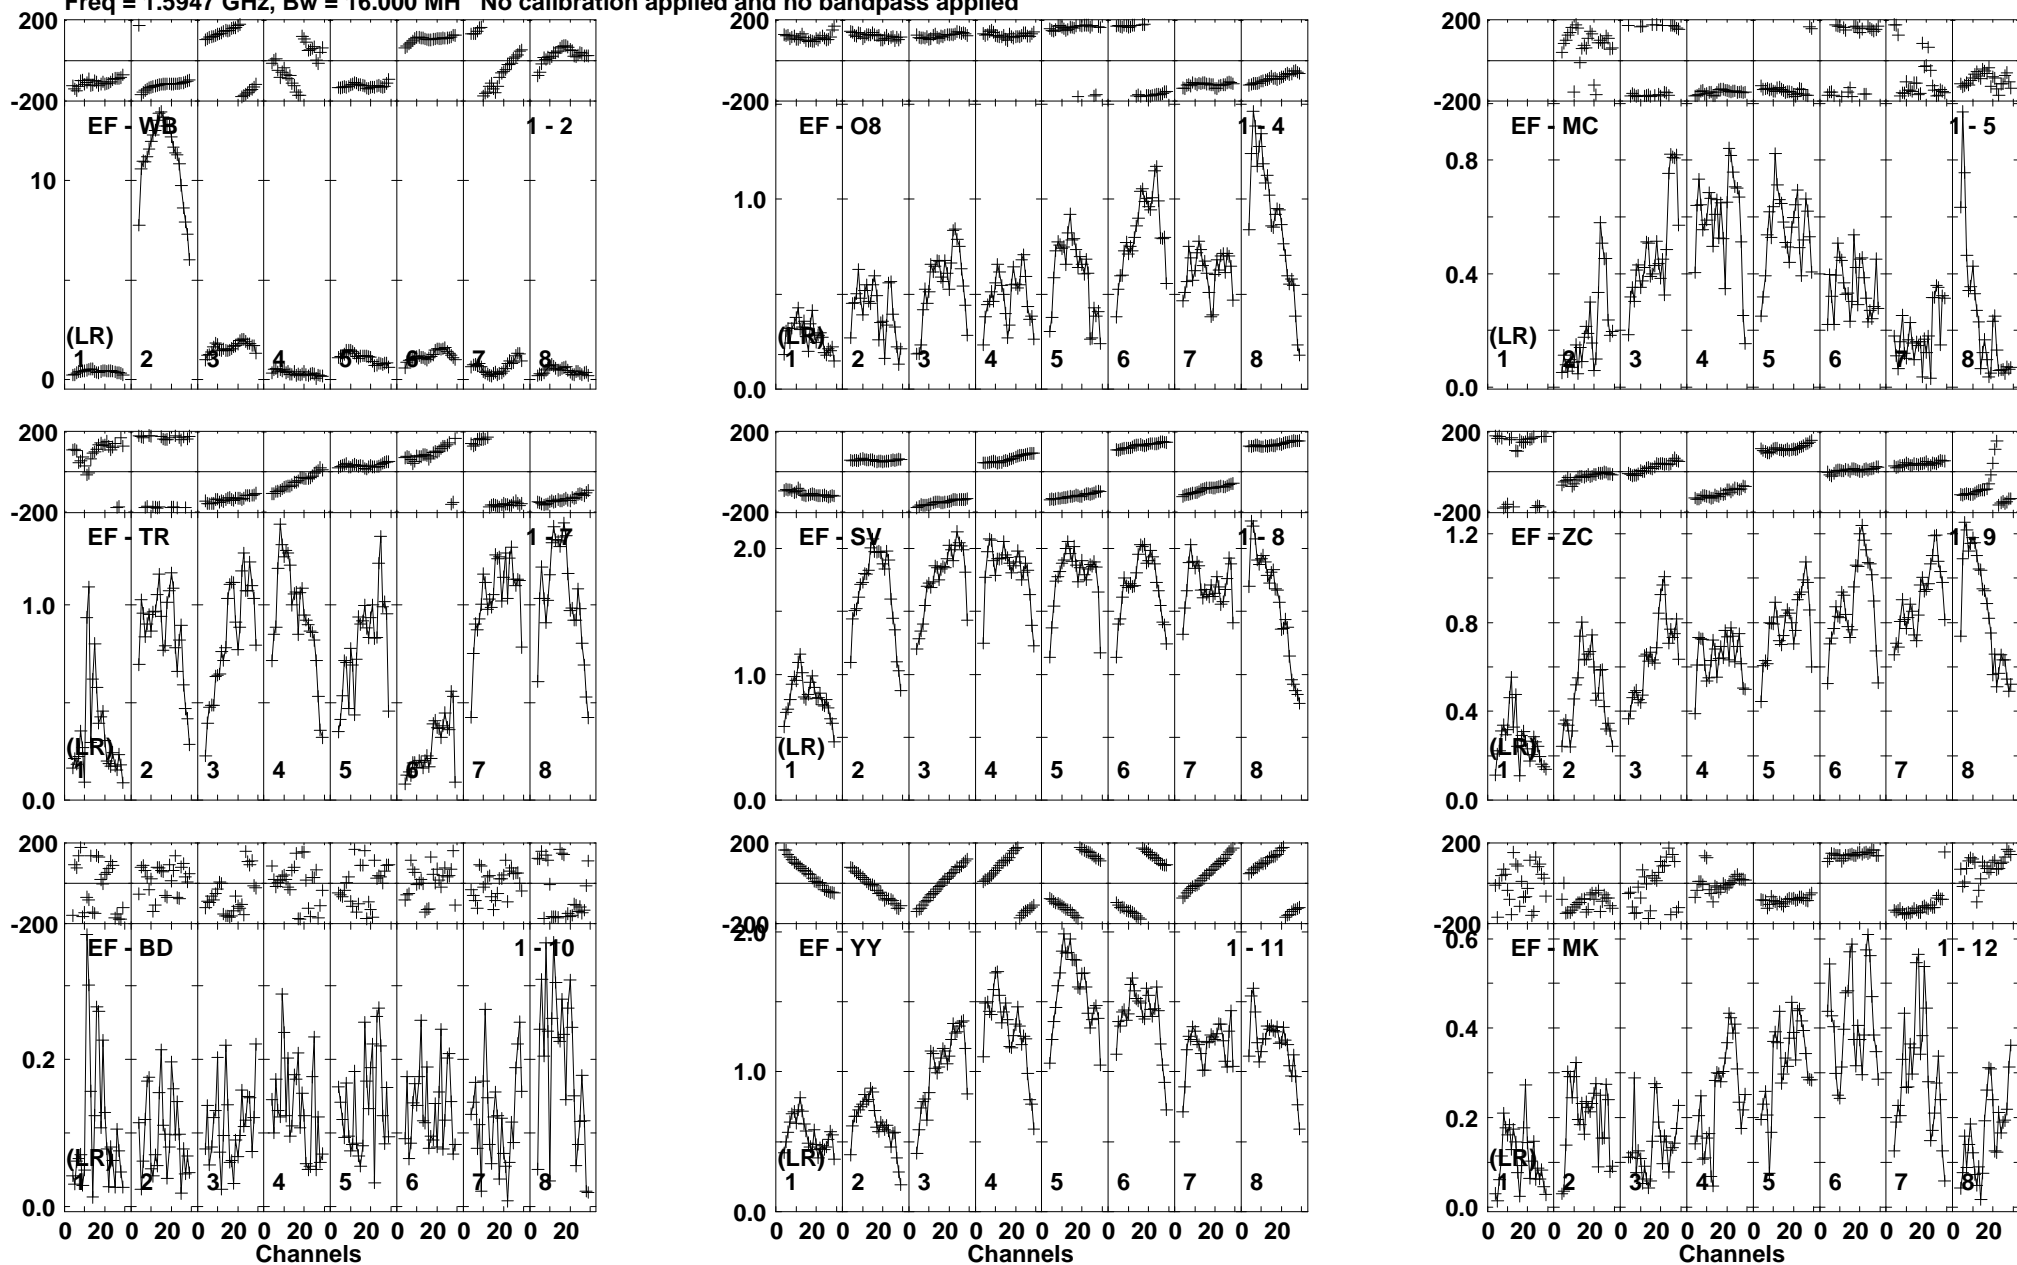 Freq = 1.5947 GHz, Bw = 16.000 MH No calibration applied and no bandpass applied
200 200 200
-200 -200 -200
EF - WB 1 - 2 EF - O8 1 - 4 EF - MC 1 - 5
10 1.0 0.8
0.4
(LR) (LR) (LR)
1 2 3 4 5 6 7 8 1 2 3 4 5 6 7 8 1 2 3 4 5 6 7 8
0 0.0 0.0
200 200 200
-200 -200 -200
EF - TR 1 - 7 EF - SV 1 - 8 EF - ZC 1 - 9
2.0 1.2
1.0 1.0 0.8
0.4
(LR) (LR) (LR)
1 2 3 4 5 6 7 8 1 2 3 4 5 6 7 8 1 2 3 4 5 6 7 8
0.0 0.0 0.0
200 200 200
-200 -200 -200
EF - BD 1 - 10 EF - YY 1 - 11 EF - MK 1 - 12
2.0 0.6
0.2 1.0 0.4
0.2
(LR) (LR) (LR)
1 2 3 4 5 6 7 8 1 2 3 4 5 6 7 8 1 2 3 4 5 6 7 8
0.0 0.0 0.0
0 20 0 20 0 20 0 20 0 20 0 20 0 20 0 20 0 20 0 20 0 20 0 20 0 20 0 20 0 20 0 20 0 20 0 20 0 20 0 20 0 20 0 20 0 20 0 20
Channels Channels Channels